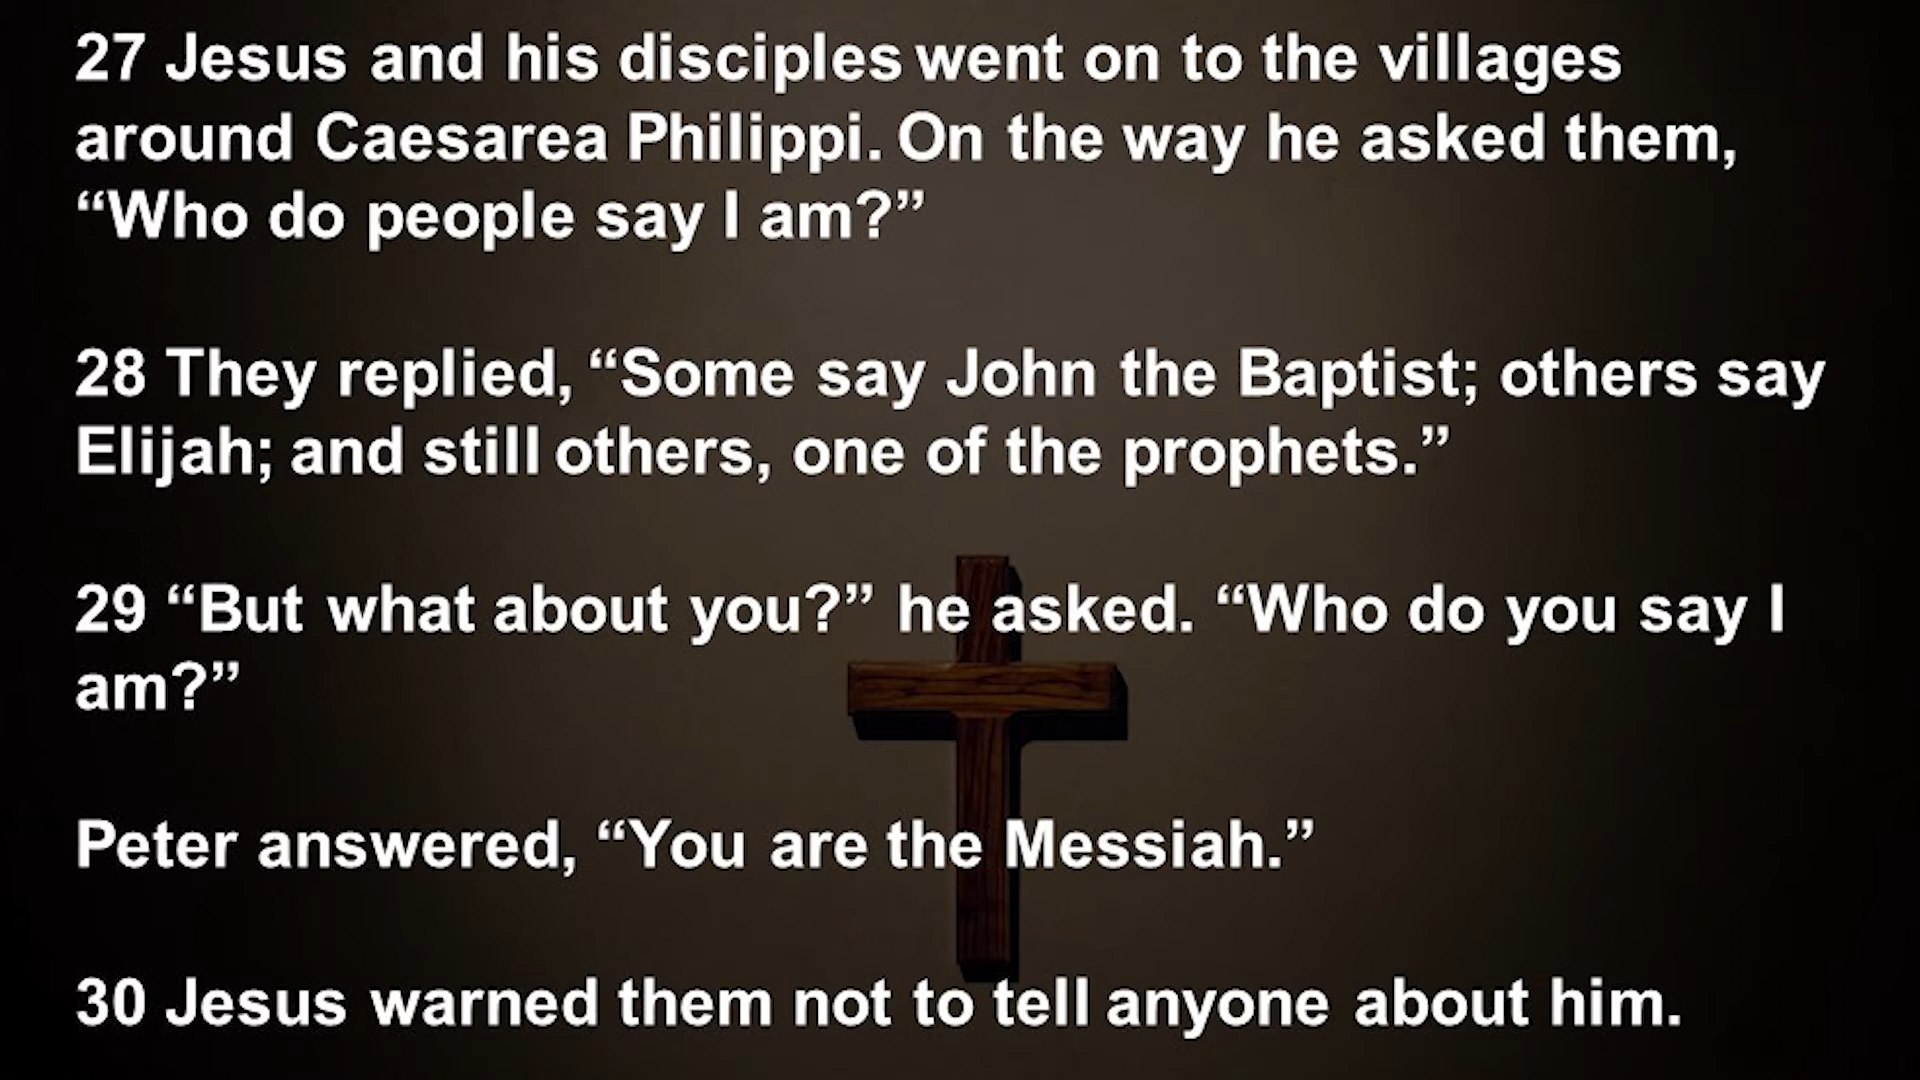 27 Jesus and his disciples went on to the villages
around Caesarea Philippi. On the way he asked them,
“Who do people say I am?”
28 They replied, “Some say John the Baptist; others say
Elijah; and still others, one of the prophets.”
29 “But what about you?” he asked. “Who do you say I
am?”
Peter answered, “You are the Messiah.”
30 Jesus warned them not to tell anyone about him.